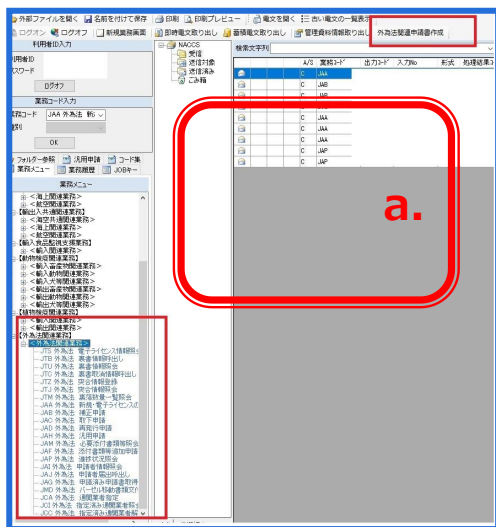 外部ファイルを開く 名前を付けて保存 印刷 印刷プレビュー 電文を開く 古い電文の一覧表示
ログオン ログオフ 新規業務画面 即時電文取り出し 蓄積電文取り出し 管理資料情報取り出し 外為法関連申請書作成
利用者ID入力
利用者ID
パスワード
ログオフ
業務コード入力
業務コード JAA 外為法 新
種別
OK
フォルダー参照 汎用申請 コード集
業務メニュー 業務履歴 JOBキー
業務メニュー
<海上関連業務>
<航空関連業務>
【輸出入共通関連業務】
<海空共通関連業務>
<海上関連業務>
<航空関連業務>
【輸入食品監視支援業務】
<輸入関連業務>
【動物検疫関連業務】
<輸入畜産物関連業務>
<輸入動物関連業務>
<輸入犬等関連業務>
<輸出畜産物関連業務>
<輸出動物関連業務>
<輸出犬等関連業務>
【植物検疫関連業務】
<輸入関連業務>
<輸出関連業務>
【外為法関連業務】
<外為法関連業務>
JTS 外為法 電子ライセンス情報照会
JTB 外為法 裏書情報呼出し
JTU 外為法 裏書情報照会
JTC 外為法 裏書取消情報呼出し
JTZ 外為法 突合情報登録
JTJ 外為法 突合情報照会
JTM 外為法 裏落数量一覧照会
JAA 外為法 新規・電子ライセンスの
JAB 外為法 補正申請
JAC 外為法 取下申請
JAD 外為法 再発行申請
JAH 外為法 汎用申請
JAM 外為法 必要添付書類等照会
JAF 外為法 添付書類等追加申請
JAP 外為法 進捗状況照会
JAI 外為法 申請者情報照会
JAJ 外為法 申請者届出呼出し
JAG 外為法 申請済み申請書取得
JMD 外為法 バーゼル移動書類交付
JCA 外為法 通関業者指定
JCI 外為法 指定済み通関業者照会
JCC 外為法 指定済み通関業者解
NACCS
受信
送信対象
送信済み
ごみ箱
検索文字列
A/S 業務コード 出力コード 入力No 形式 処理結果コ
C JAA
C JAB
C JAP
C JAA
C JAA
C JAP
C JAP
a.